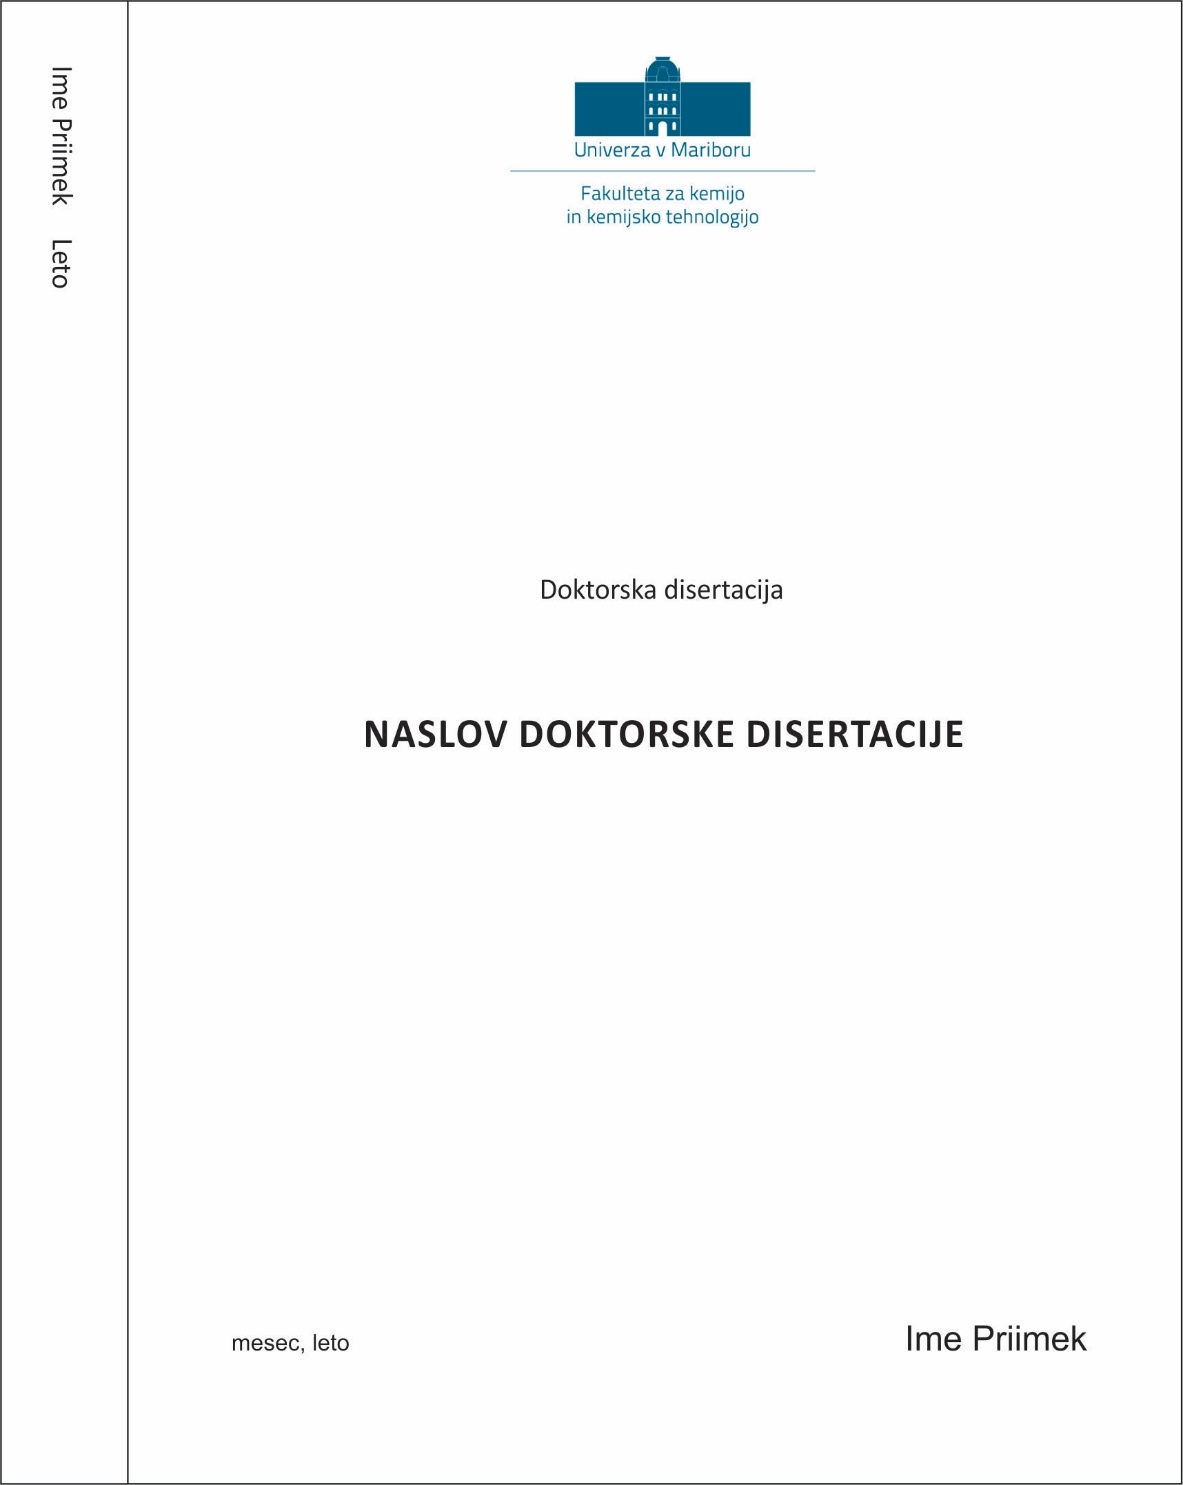 Ime Priimek Leto
Univerza v Mariboru
Fakulteta za kemijo
in kemijsko tehnologijo
Doktorska disertacija
NASLOV DOKTORSKE DISERTACIJE
mesec, leto
Ime Priimek